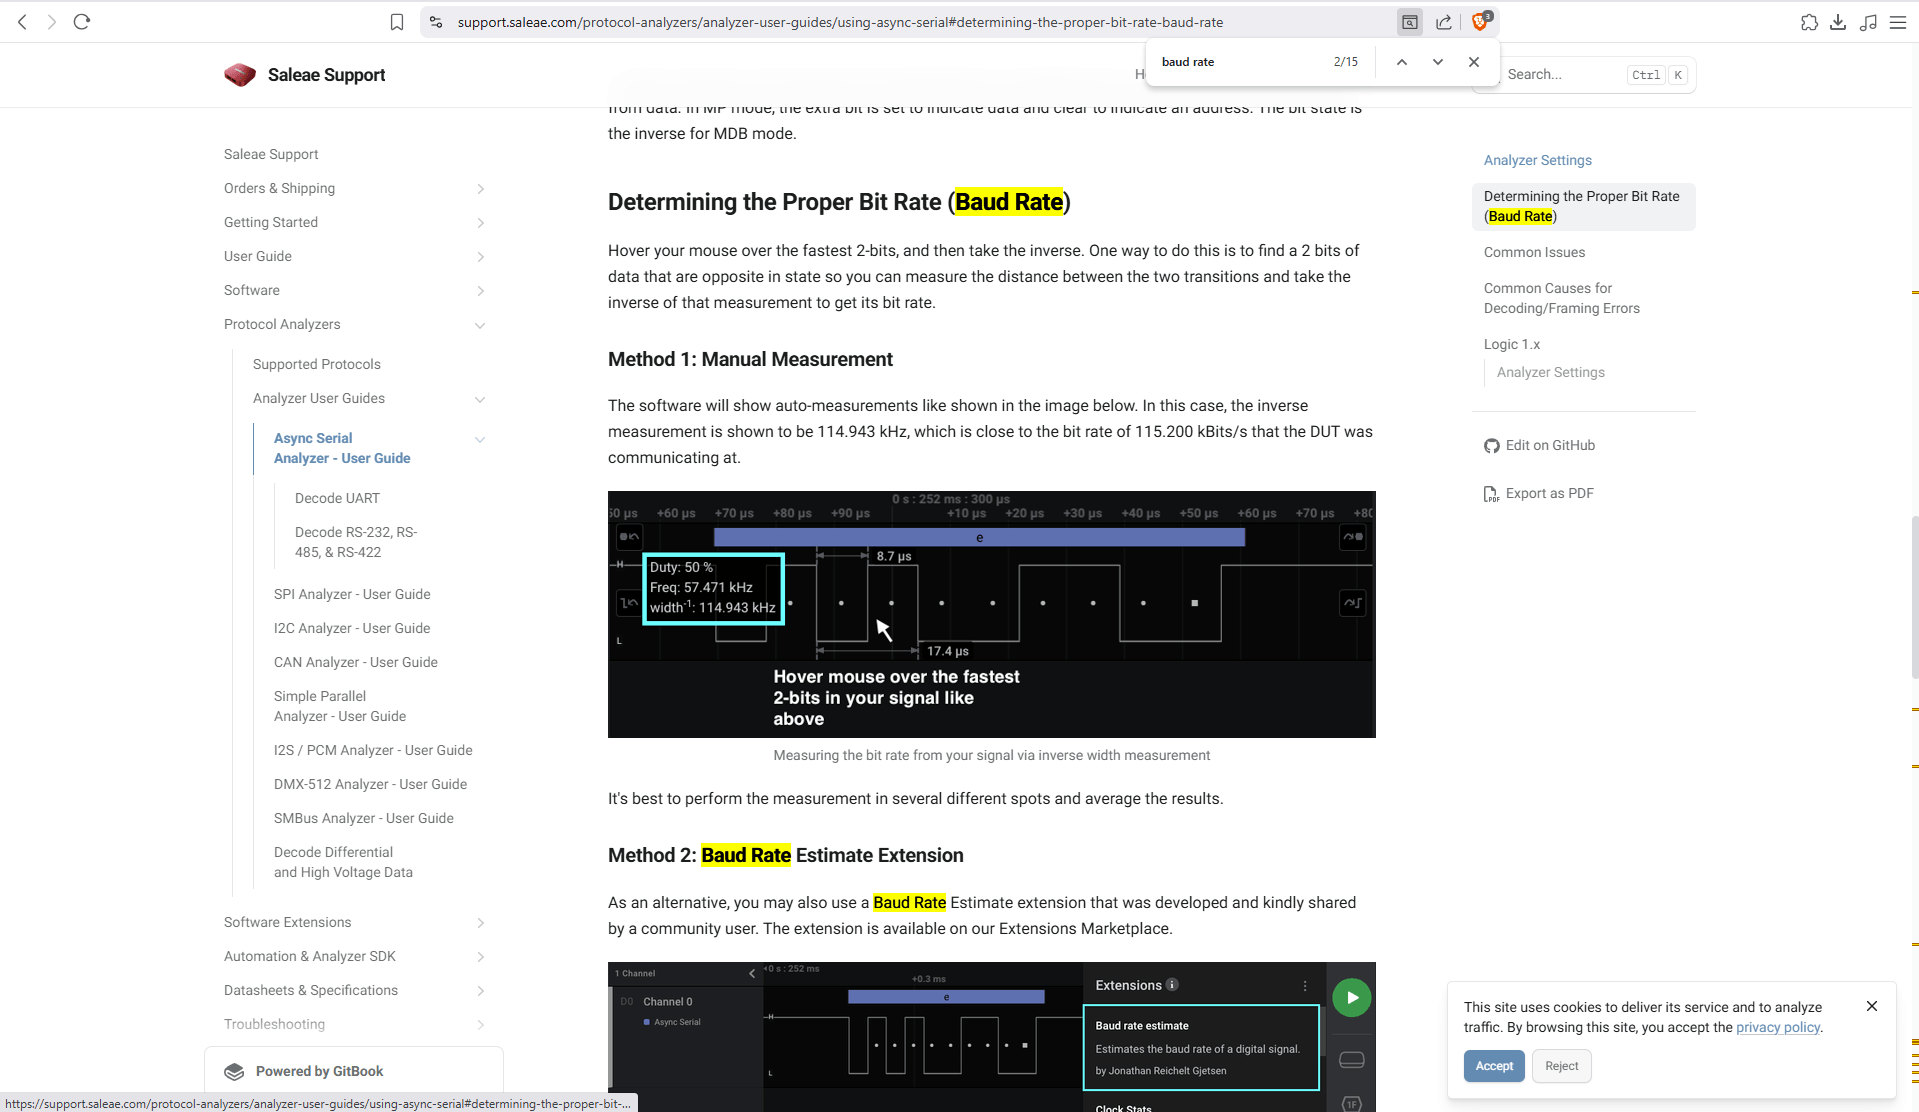 support.saleae.com/protocol-analyzers/analyzer-user-guides/using-async-serial#determining-the-proper-bit-rate-baud-rate
3
baud rate
2/15
Saleae Support
Search...
Ctrl
K
from data. In MP mode, the extra bit is set to indicate data and clear to indicate an address. The bit state is
the inverse for MDB mode.
Saleae Support
Orders & Shipping
Getting Started
User Guide
Software
Protocol Analyzers
Supported Protocols
Analyzer User Guides
Async Serial
Analyzer - User Guide
Decode UART
Decode RS-232, RS-
485, & RS-422
SPI Analyzer - User Guide
I2C Analyzer - User Guide
CAN Analyzer - User Guide
Simple Parallel
Analyzer - User Guide
I2S / PCM Analyzer - User Guide
DMX-512 Analyzer - User Guide
SMBus Analyzer - User Guide
Decode Differential
and High Voltage Data
Software Extensions
Automation & Analyzer SDK
Datasheets & Specifications
Troubleshooting
Powered by GitBook
https://support.saleae.com/protocol-analyzers/analyzer-user-guides/using-async-serial#determining-the-proper-bit-...
Determining the Proper Bit Rate (Baud Rate)
Hover your mouse over the fastest 2-bits, and then take the inverse. One way to do this is to find a 2 bits of
data that are opposite in state so you can measure the distance between the two transitions and take the
inverse of that measurement to get its bit rate.
Method 1: Manual Measurement
The software will show auto-measurements like shown in the image below. In this case, the inverse
measurement is shown to be 114.943 kHz, which is close to the bit rate of 115.200 kBits/s that the DUT was
communicating at.
0 s : 252 ms : 300 µs
+60 µs +70 µs +80 µs +90 µs +10 µs +20 µs +30 µs +40 µs +50 µs +60 µs +70 µs
e
8.7 µs
H
Duty: 50 %
Freq: 57.471 kHz
width-1: 114.943 kHz
L
17.4 µs
Hover mouse over the fastest
2-bits in your signal like
above
Measuring the bit rate from your signal via inverse width measurement
It's best to perform the measurement in several different spots and average the results.
Method 2: Baud Rate Estimate Extension
As an alternative, you may also use a Baud Rate Estimate extension that was developed and kindly shared
by a community user. The extension is available on our Extensions Marketplace.
1 Channel
0 s : 252 ms
+0.3 ms
D0 Channel 0
Async Serial
e
H
L
Extensions
Baud rate estimate
Estimates the baud rate of a digital signal.
by Jonathan Reichelt Gjetsen
Clock Stats
1F
Analyzer Settings
Determining the Proper Bit Rate
(Baud Rate)
Common Issues
Common Causes for
Decoding/Framing Errors
Logic 1.x
Analyzer Settings
Edit on GitHub
Export as PDF
This site uses cookies to deliver its service and to analyze
traffic. By browsing this site, you accept the privacy policy.
Accept
Reject